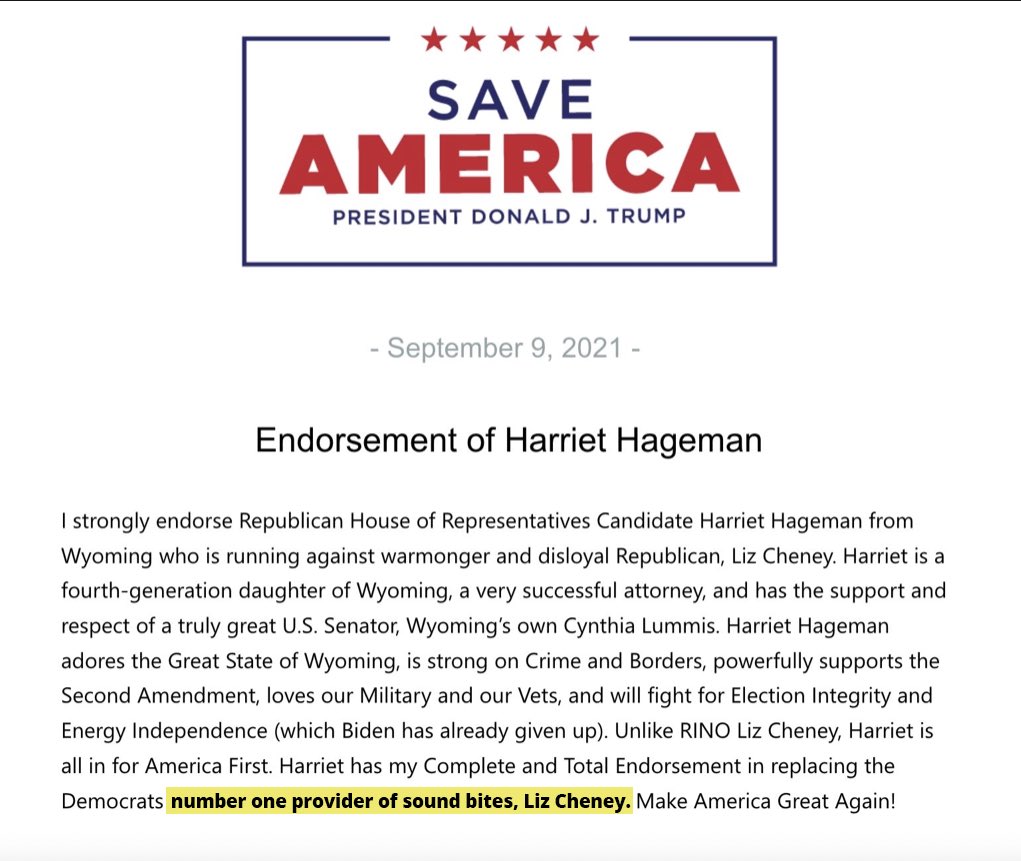 SAVE
AMERICA
PRESIDENT DONALD J. TRUMP
- September 9, 2021 -
Endorsement of Harriet Hageman
I strongly endorse Republican House of Representatives Candidate Harriet Hageman from
Wyoming who is running against warmonger and disloyal Republican, Liz Cheney. Harriet is a
fourth-generation daughter of Wyoming, a very successful attorney, and has the support and
respect of a truly great U.S. Senator, Wyoming’s own Cynthia Lummis. Harriet Hageman
adores the Great State of Wyoming, is strong on Crime and Borders, powerfully supports the
Second Amendment, loves our Military and our Vets, and will fight for Election Integrity and
Energy Independence (which Biden has already given up). Unlike RINO Liz Cheney, Harriet is
all in for America First. Harriet has my Complete and Total Endorsement in replacing the
Democrats number one provider of sound bites, Liz Cheney. Make America Great Again!